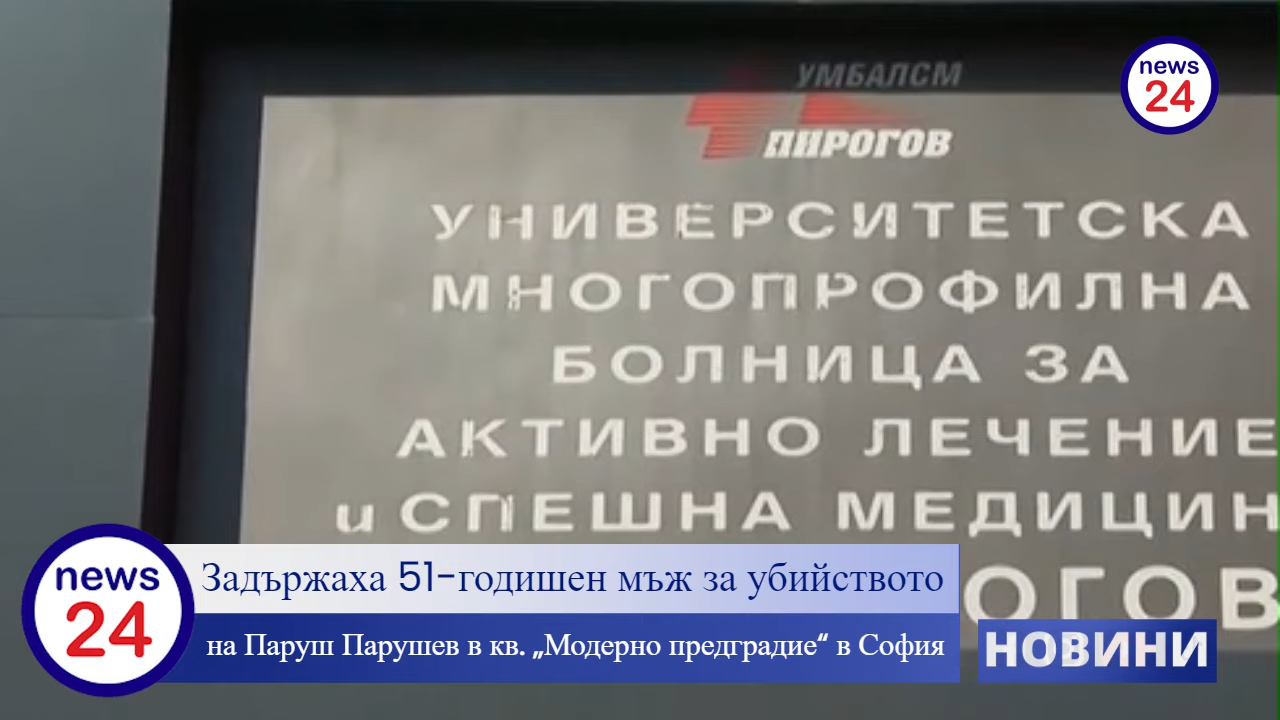 УМБАЛСМ
ПИРОГОВ
news
24
УНИВЕРСИТЕТСКА
МНОГОПРОФИЛНА
БОЛНИЦА ЗА
АКТИВНО ЛЕЧЕНИЕ
и СПЕШНА МЕДИЦИН
ОГОВ
news
24
Задържаха 51-годишен мъж за убийството
на Паруш Парушев в кв. „Модерно предградие“ в София
НОВИНИ